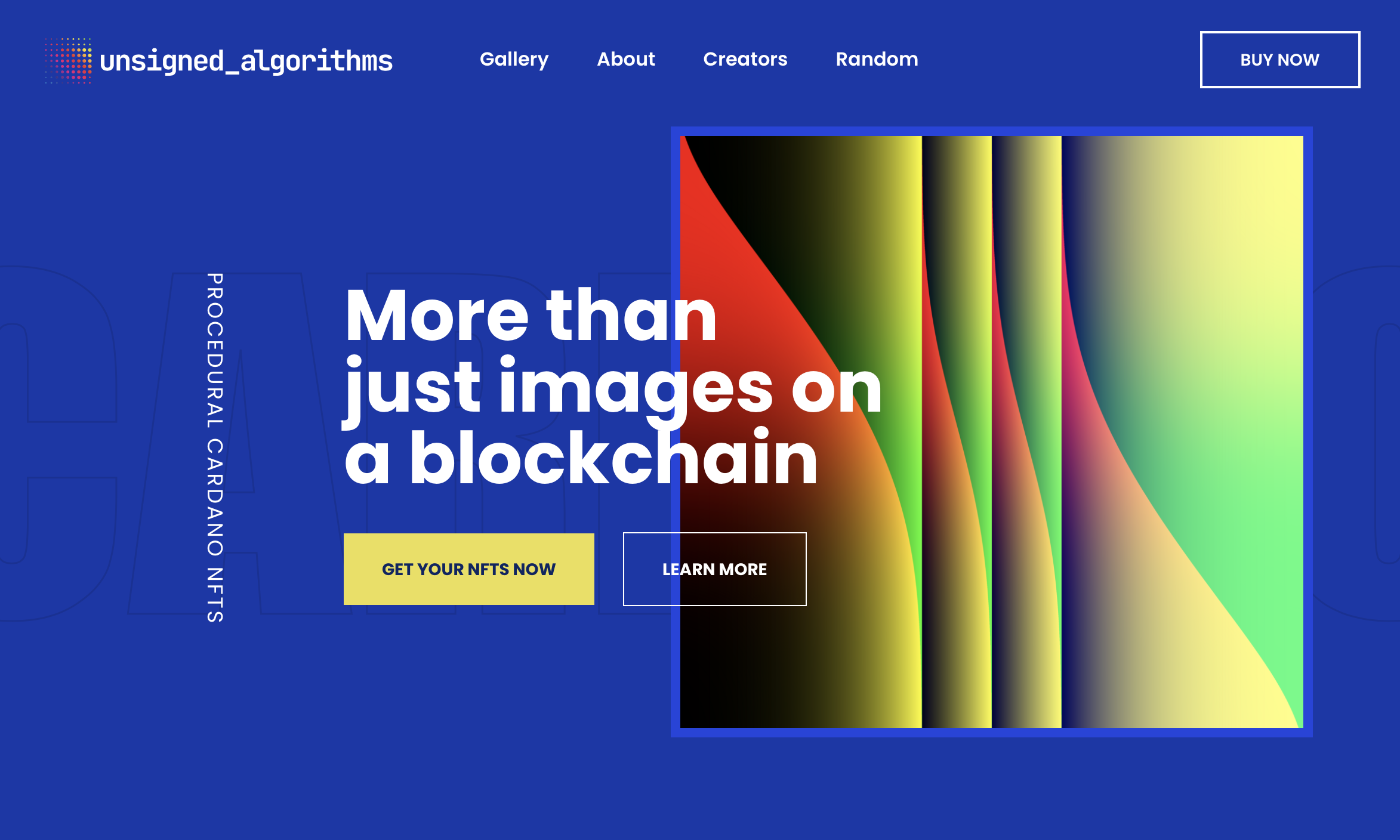 unsigned_algorithms
Gallery
About
Creators
Random
BUY NOW
PROCEDURAL CARDANO NFTS
More than
just images on
a blockchain
GET YOUR NFTS NOW
LEARN MORE